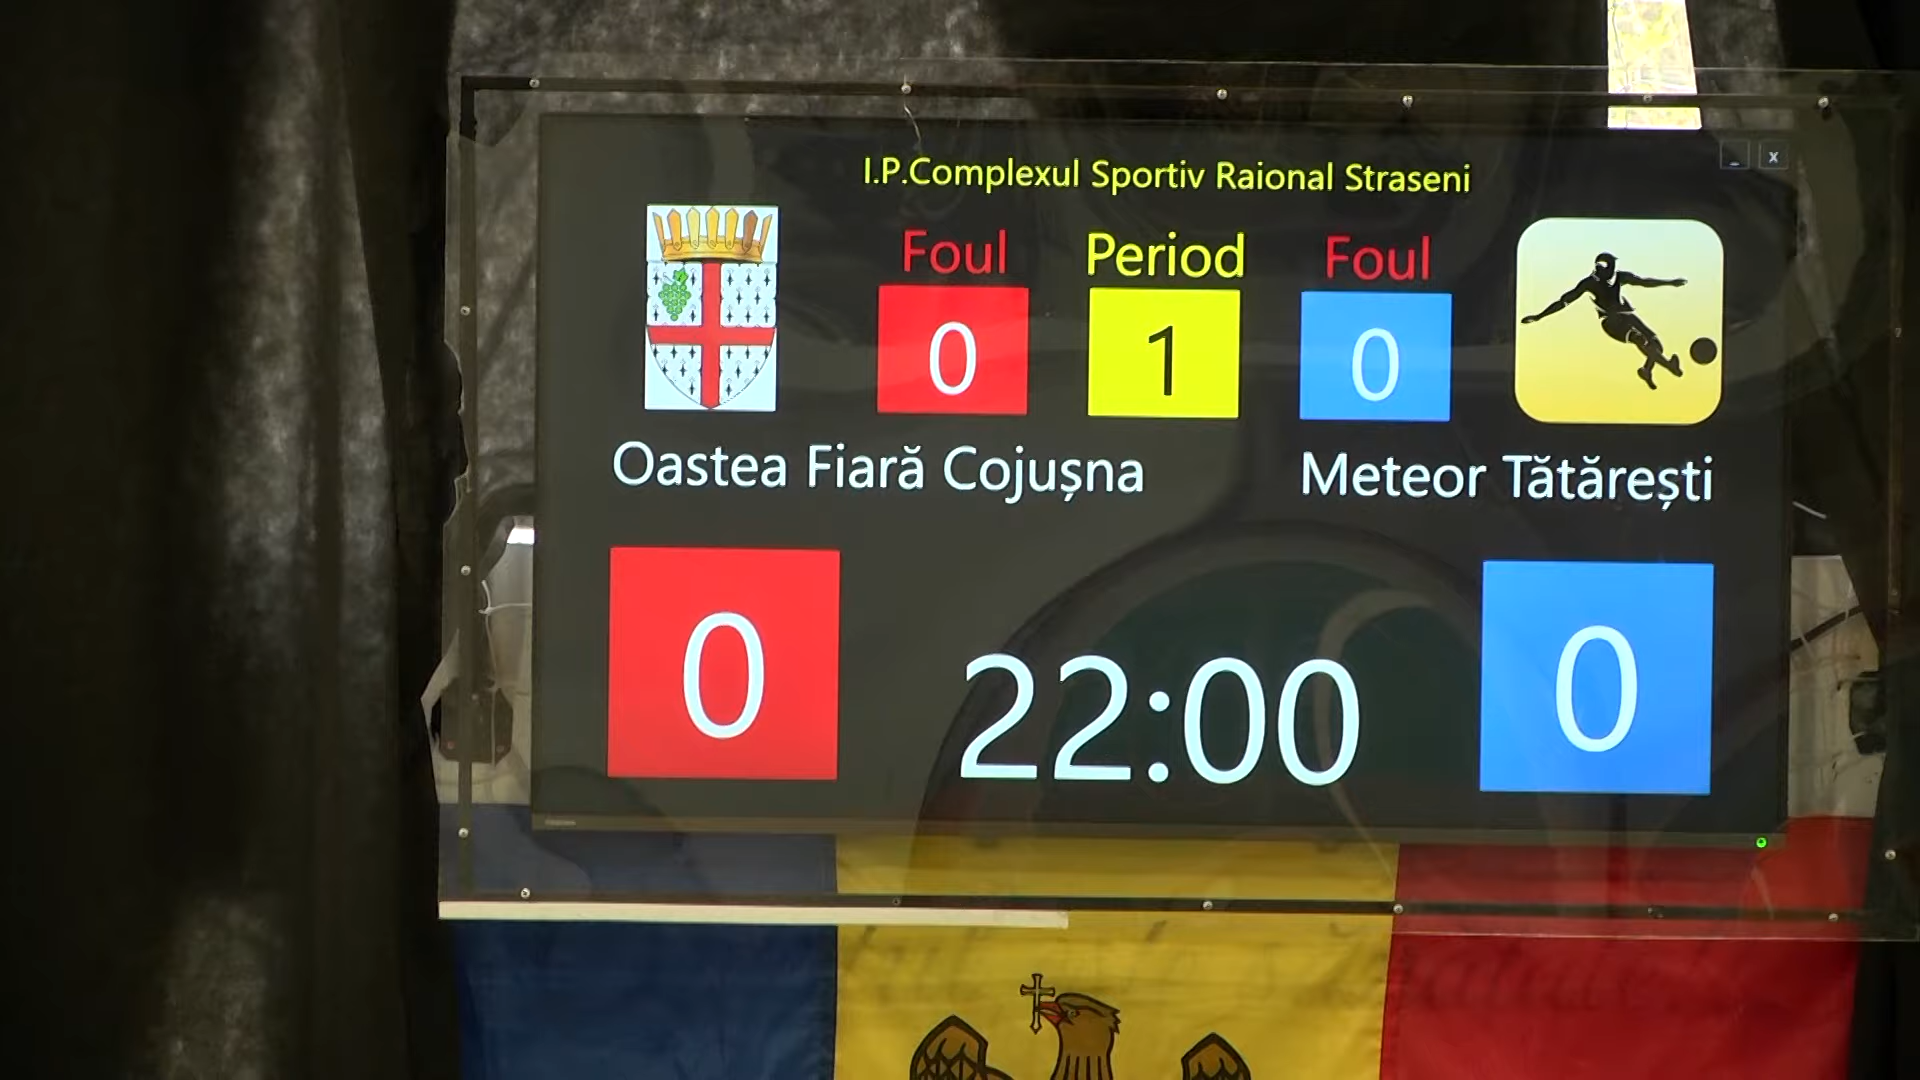 I.P.Complexul Sportiv Raional Straseni
Foul Period Foul
0 1 0
Oastea Fiară Cojușna Meteor Tătărești
0 22:00 0